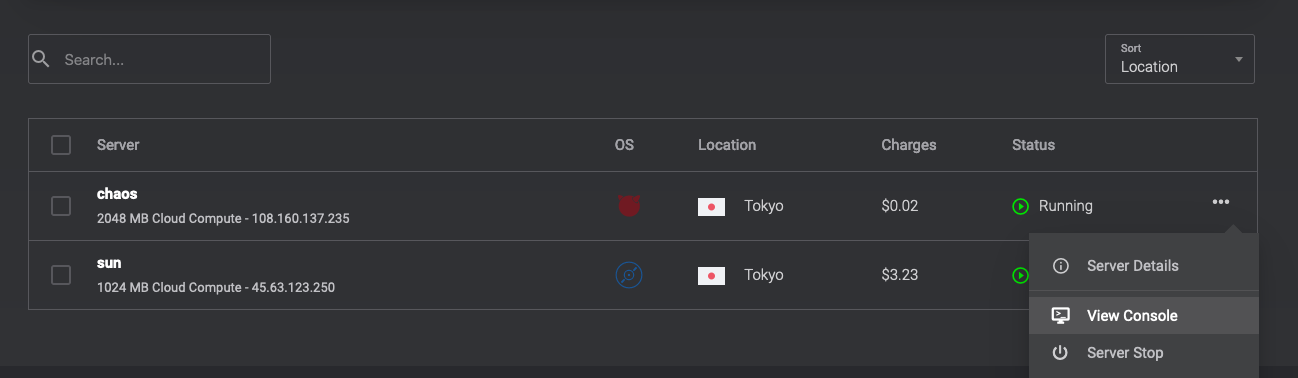 Search...
Sort
Location
Server OS Location Charges Status
chaos
2048 MB Cloud Compute - 108.160.137.235
Tokyo $0.02 Running •••
sun
1024 MB Cloud Compute - 45.63.123.250
Tokyo $3.23
Server Details
View Console
Server Stop